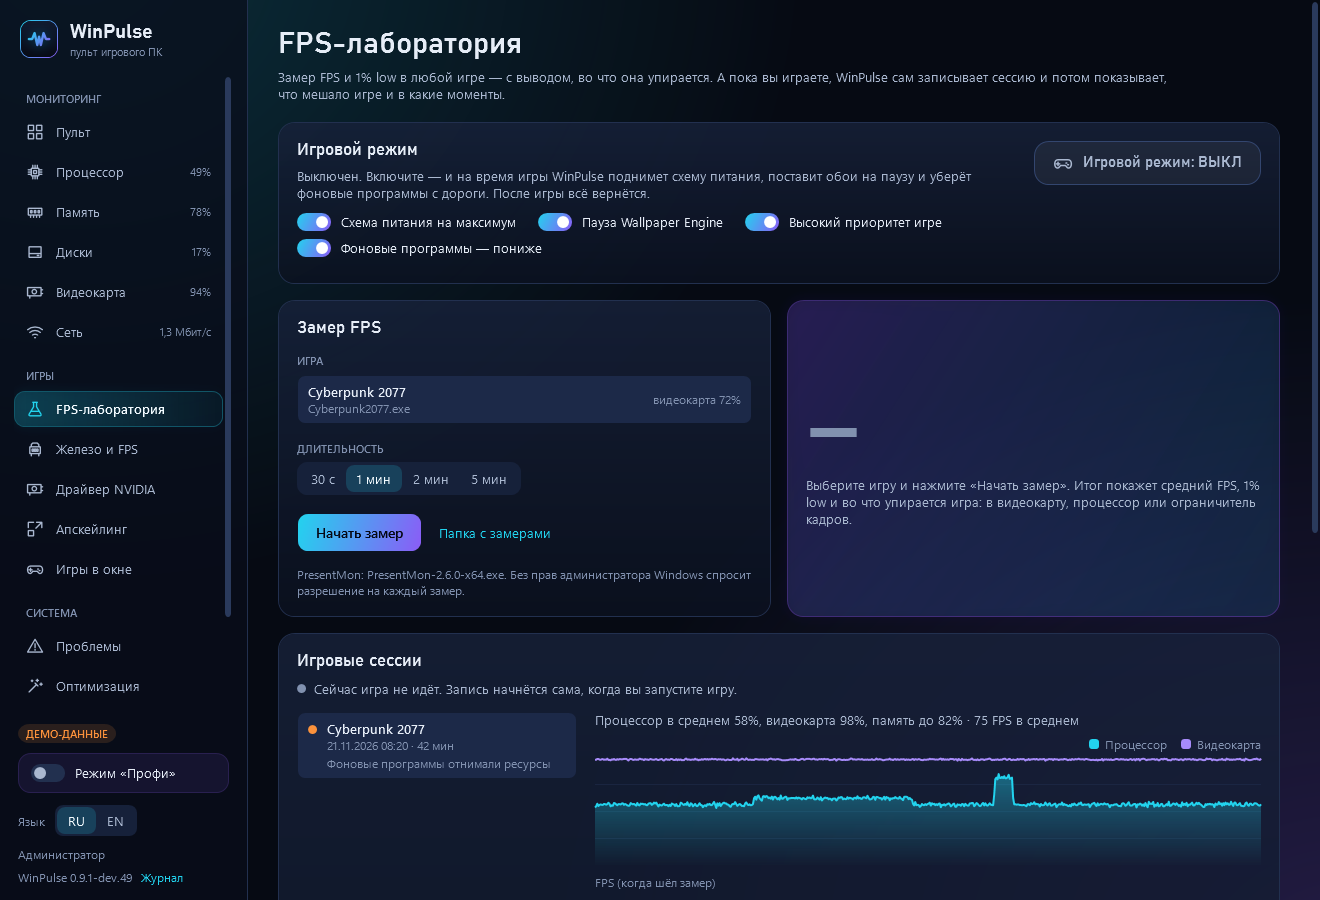 WinPulse
пульт игрового ПК
МОНИТОРИНГ
Пульт
Процессор 49%
Память 78%
Диски 17%
Видеокарта 94%
Сеть 1,3 Мбит/с
ИГРЫ
FPS-лаборатория
Железо и FPS
Драйвер NVIDIA
Апскейлинг
Игры в окне
СИСТЕМА
Проблемы
Оптимизация
ДЕМО-ДАННЫЕ
Режим «Профи»
Язык RU EN
Администратор
WinPulse 0.9.1-dev.49 Журнал
FPS-лаборатория
Замер FPS и 1% low в любой игре — с выводом, во что она упирается. А пока вы играете, WinPulse сам записывает сессию и потом показывает,
что мешало игре и в какие моменты.
Игровой режим
Выключен. Включите — и на время игры WinPulse поднимет схему питания, поставит обои на паузу и уберёт
фоновые программы с дороги. После игры всё вернётся.
Игровой режим: ВЫКЛ
Схема питания на максимум Пауза Wallpaper Engine Высокий приоритет игре
Фоновые программы — пониже
Замер FPS
ИГРА
Cyberpunk 2077
Cyberpunk2077.exe
видеокарта 72%
ДЛИТЕЛЬНОСТЬ
30 с 1 мин 2 мин 5 мин
Начать замер Папка с замерами
PresentMon: PresentMon-2.6.0-x64.exe. Без прав администратора Windows спросит
разрешение на каждый замер.
—
Выберите игру и нажмите «Начать замер». Итог покажет средний FPS, 1%
low и во что упирается игра: в видеокарту, процессор или ограничитель
кадров.
Игровые сессии
Сейчас игра не идёт. Запись начнётся сама, когда вы запустите игру.
Cyberpunk 2077
21.11.2026 08:20 · 42 мин
Фоновые программы отнимали ресурсы
Процессор в среднем 58%, видеокарта 98%, память до 82% · 75 FPS в среднем
Процессор Видеокарта
FPS (когда шёл замер)